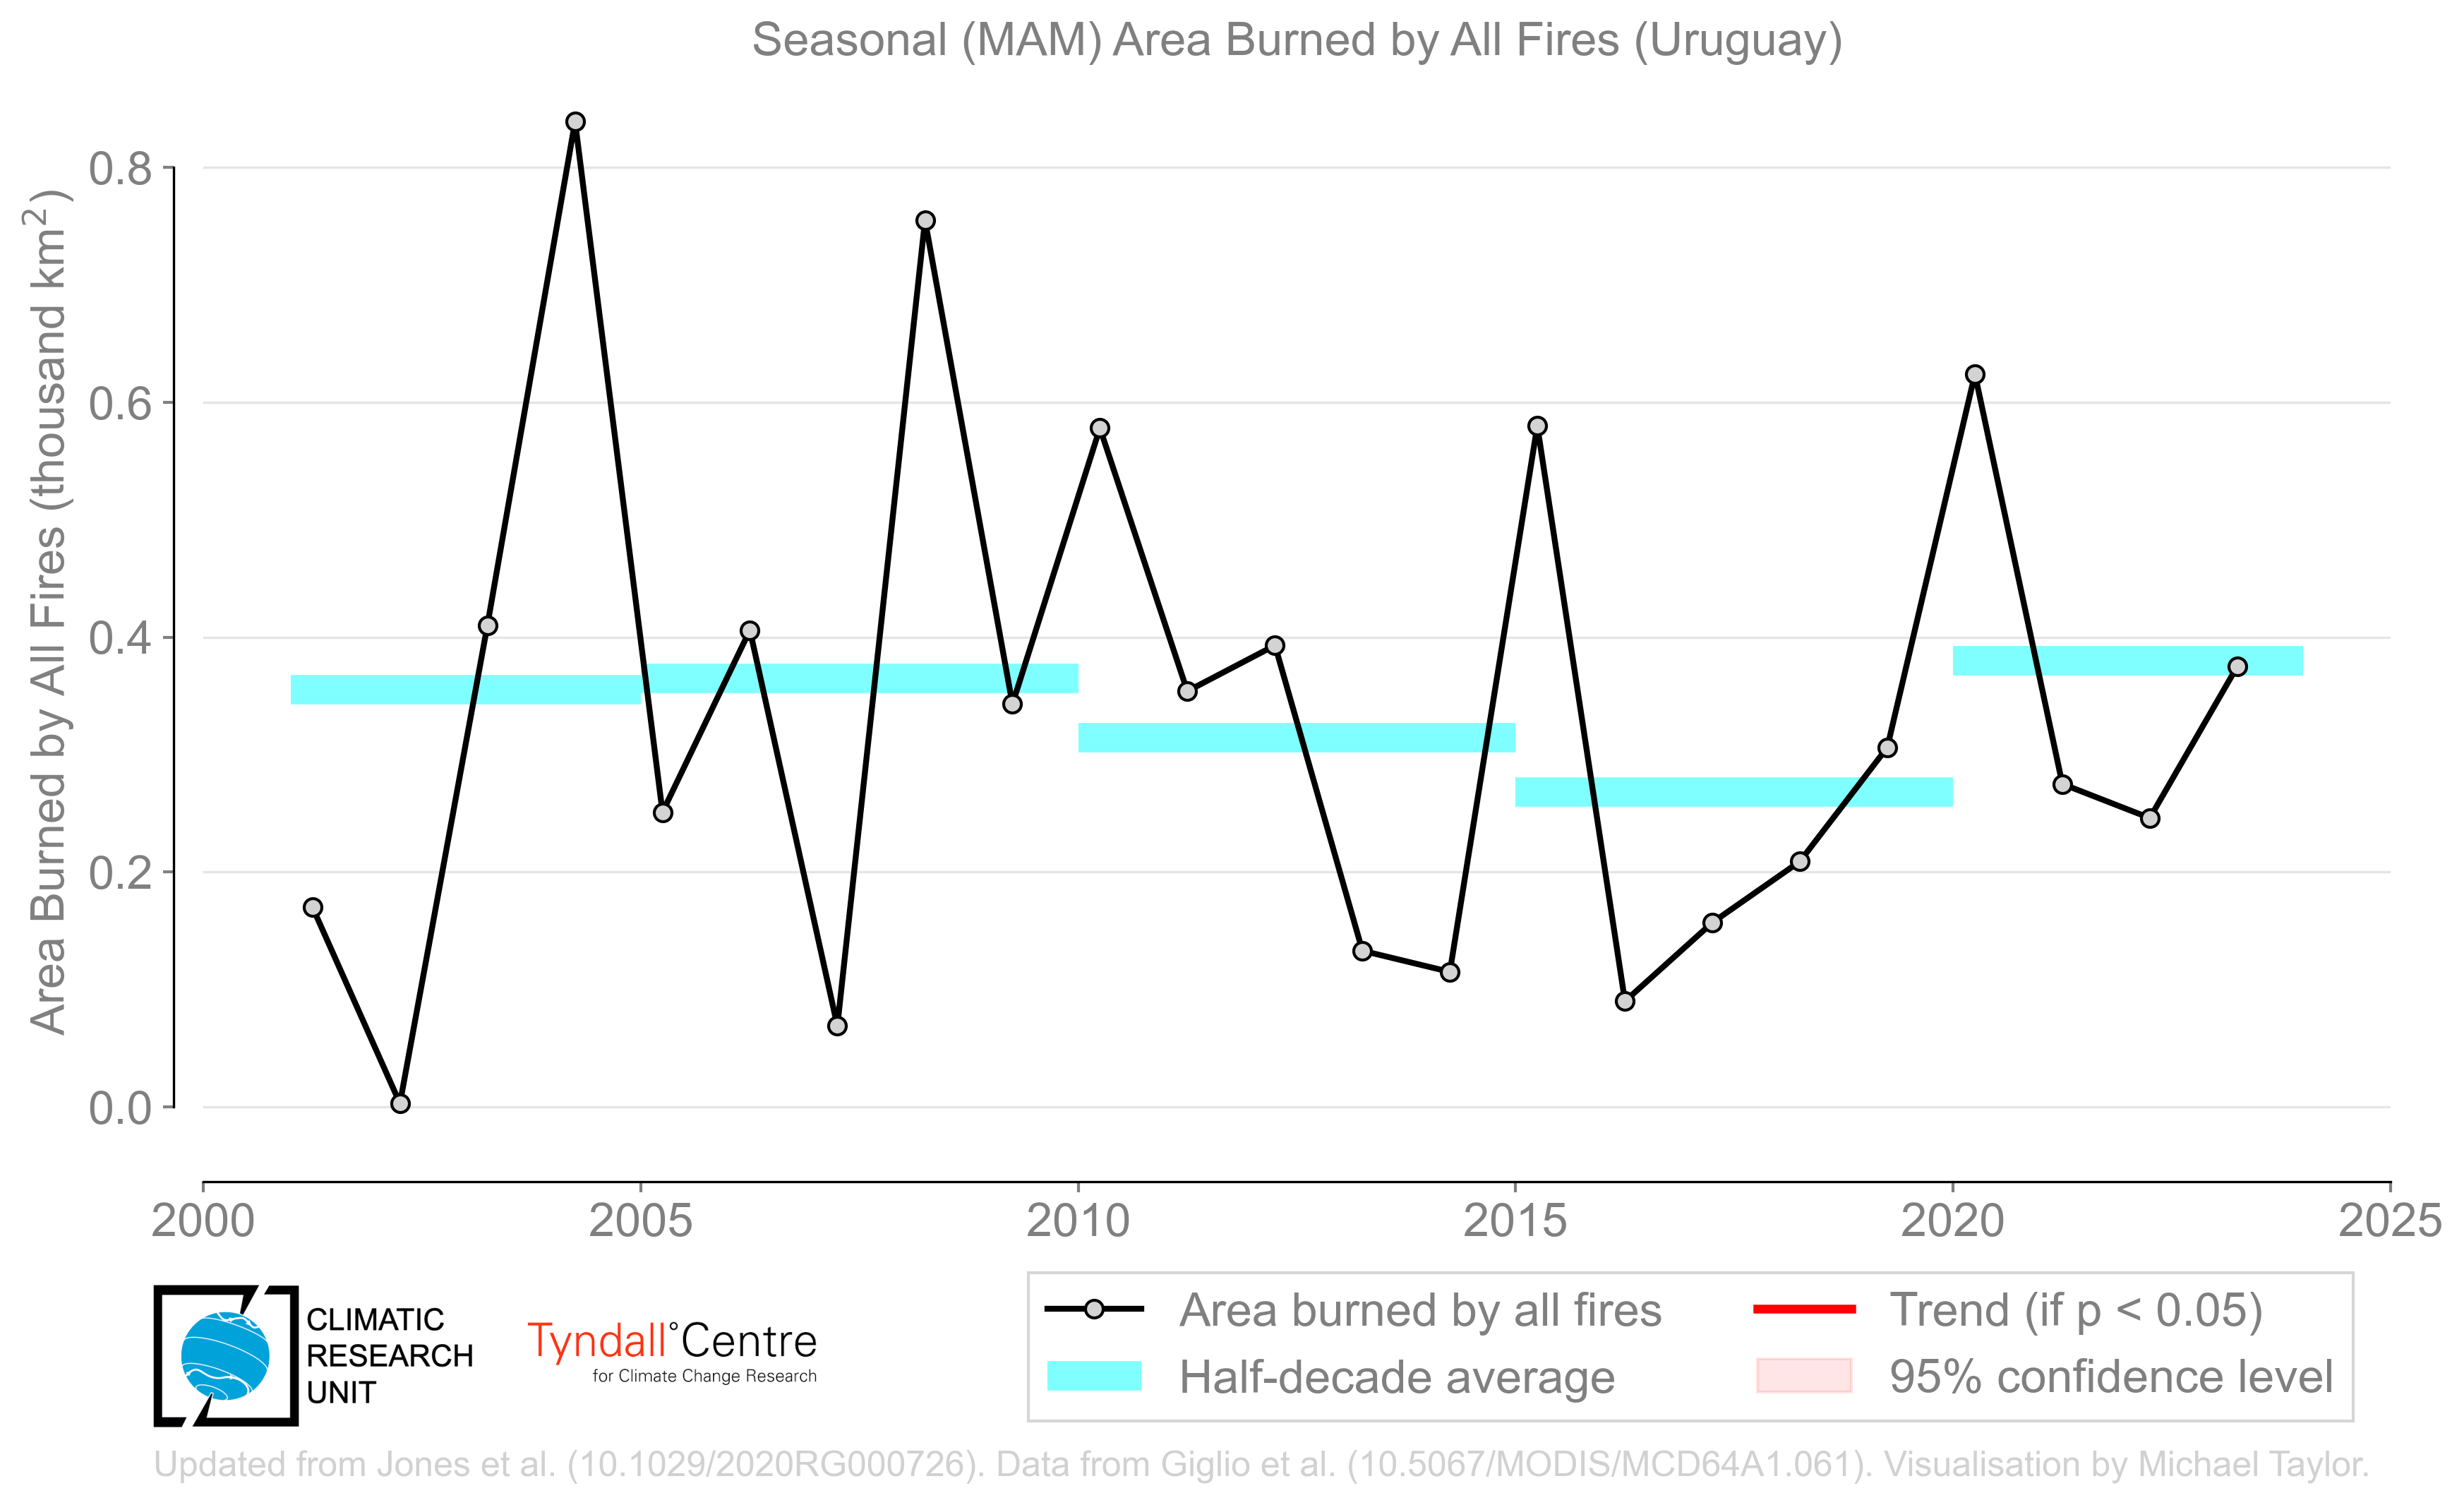 Seasonal (MAM) Area Burned by All Fires (Uruguay)
Area Burned by All Fires (thousand km²)
0.8
0.6
0.4
0.2
0.0
2000 2005 2010 2015 2020 2025
CLIMATIC
RESEARCH
UNIT
Tyndall°Centre
for Climate Change Research
Area burned by all fires
Half-decade average
Trend (if p < 0.05)
95% confidence level
Updated from Jones et al. (10.1029/2020RG000726). Data from Giglio et al. (10.5067/MODIS/MCD64A1.061). Visualisation by Michael Taylor.